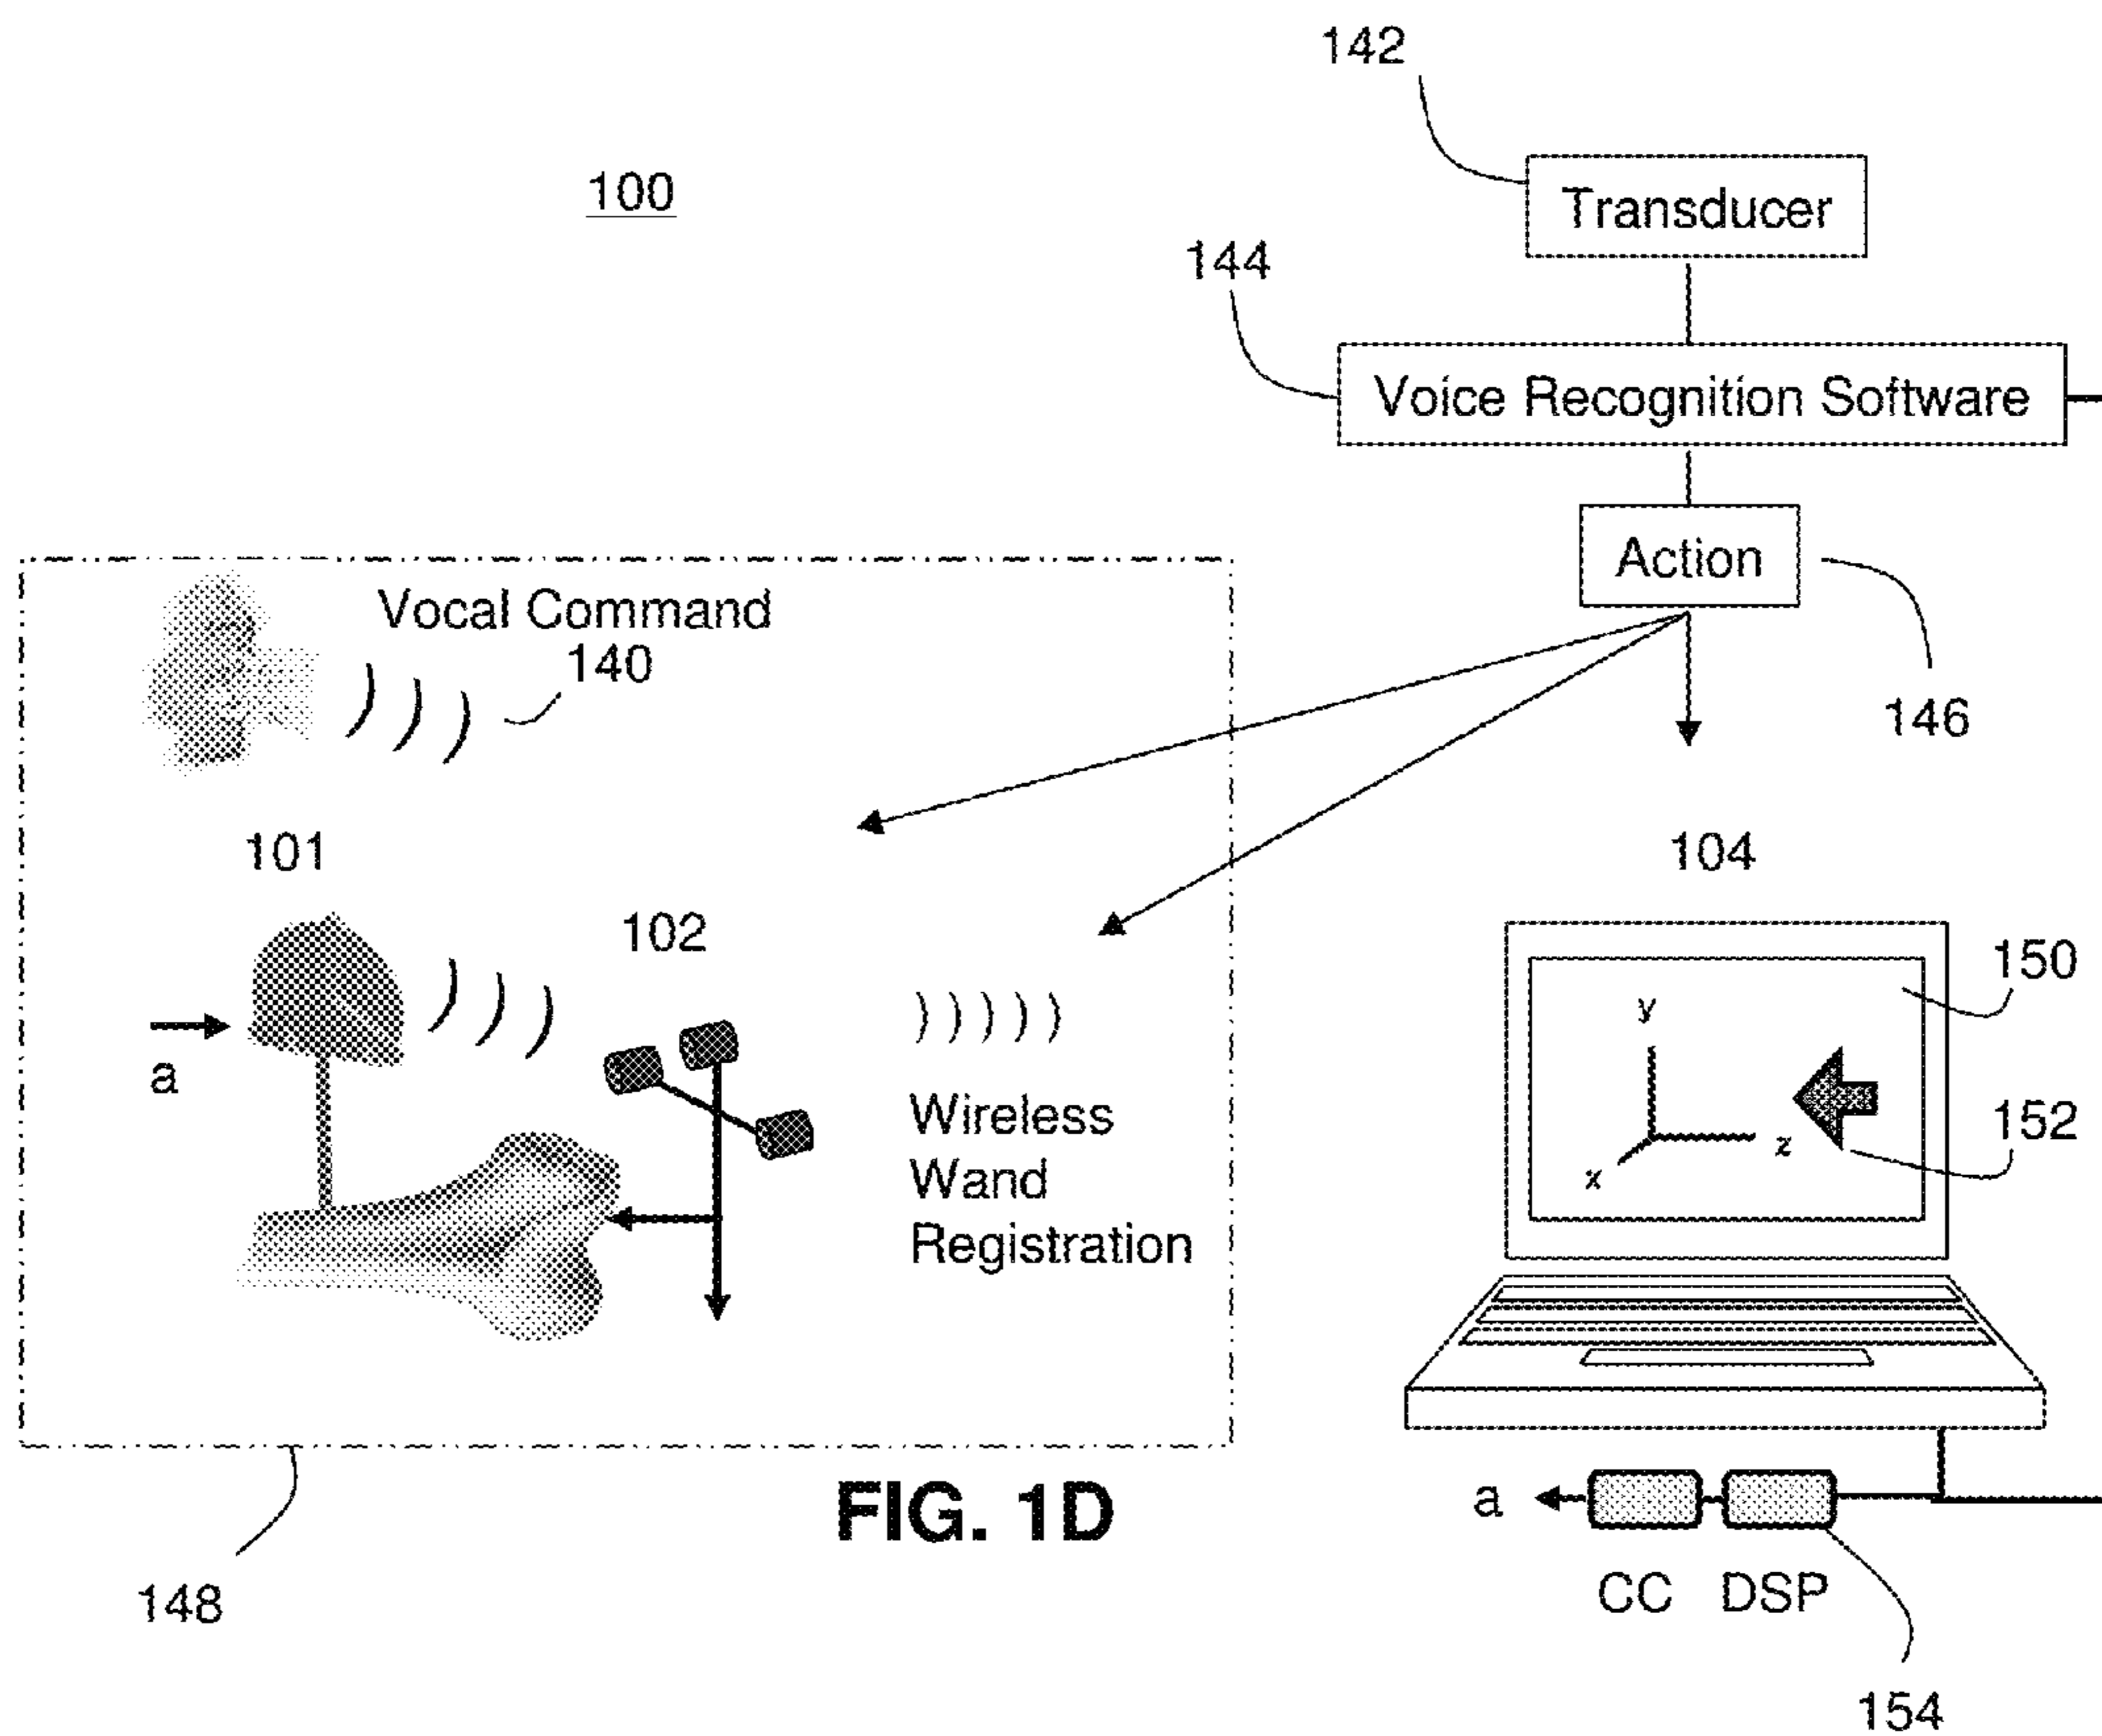 142
100
Transducer
144
Voice Recognition Software
Action
146
Vocal Command
140
101
104
102
150
y
a
152
Wireless
Wand
Registration
z
x
a
FIG. 1D
CC DSP
148
154